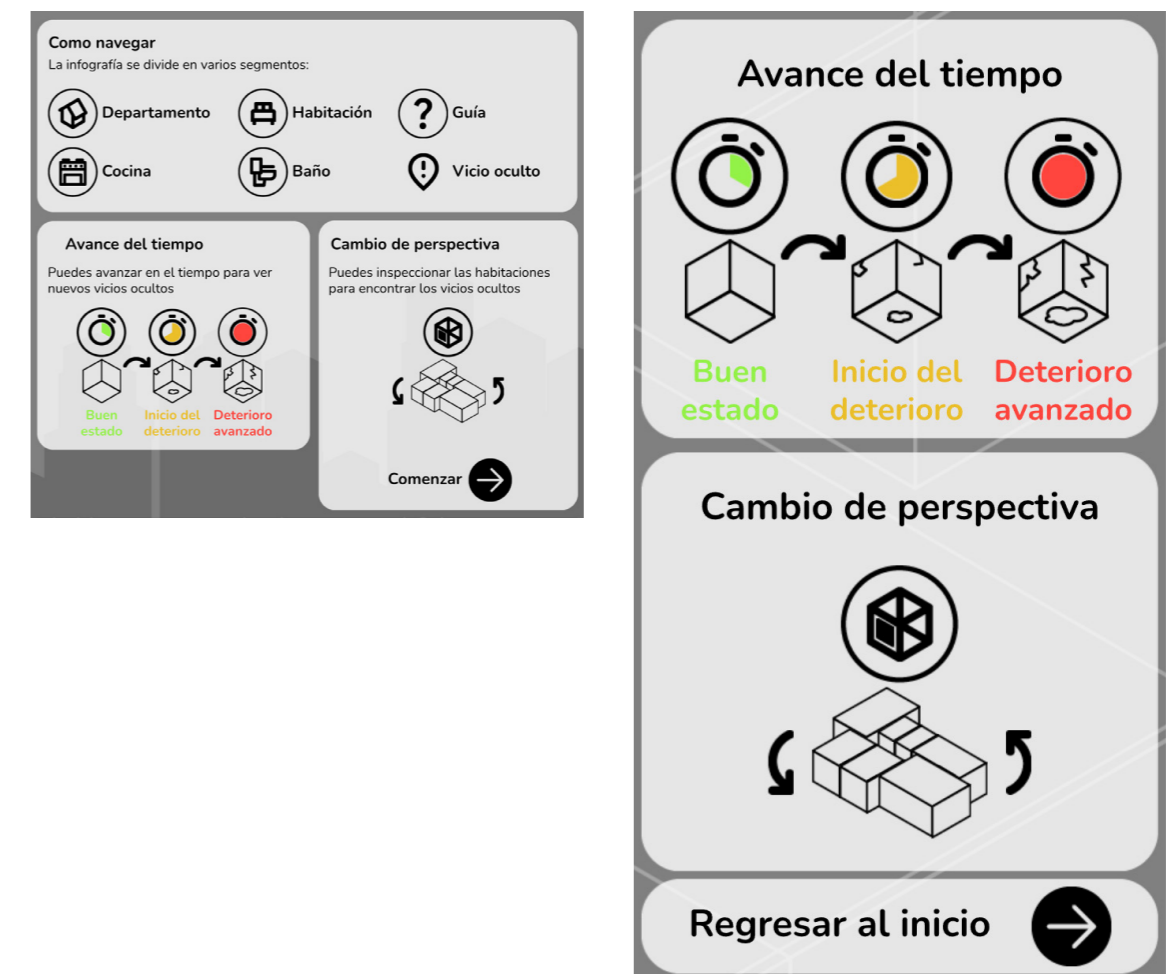 Como navegar
La infografía se divide en varios segmentos:
Departamento
Habitación
Guía
Cocina
Baño
Vicio oculto
Avance del tiempo
Puedes avanzar en el tiempo para ver
nuevos vicios ocultos
Buen
estado
Inicio del
deterioro
Deterioro
avanzado
Cambio de perspectiva
Puedes inspeccionar las habitaciones
para encontrar los vicios ocultos
Comenzar
Avance del tiempo
Buen
estado
Inicio del
deterioro
Deterioro
avanzado
Cambio de perspectiva
Regresar al inicio